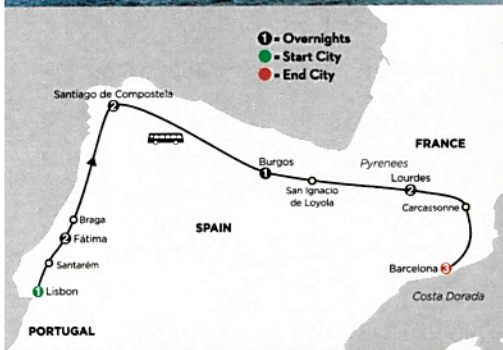 1 = Overnights
= Start City
= End City
Santiago de Compostela
2
FRANCE
Burgos
1
Pyrenees
Lourdes
2
San Ignacio
de Loyola
Carcassonne
Braga
SPAIN
2 Fátima
Santarém
Barcelona 3
1 Lisbon
Costa Dorada
PORTUGAL